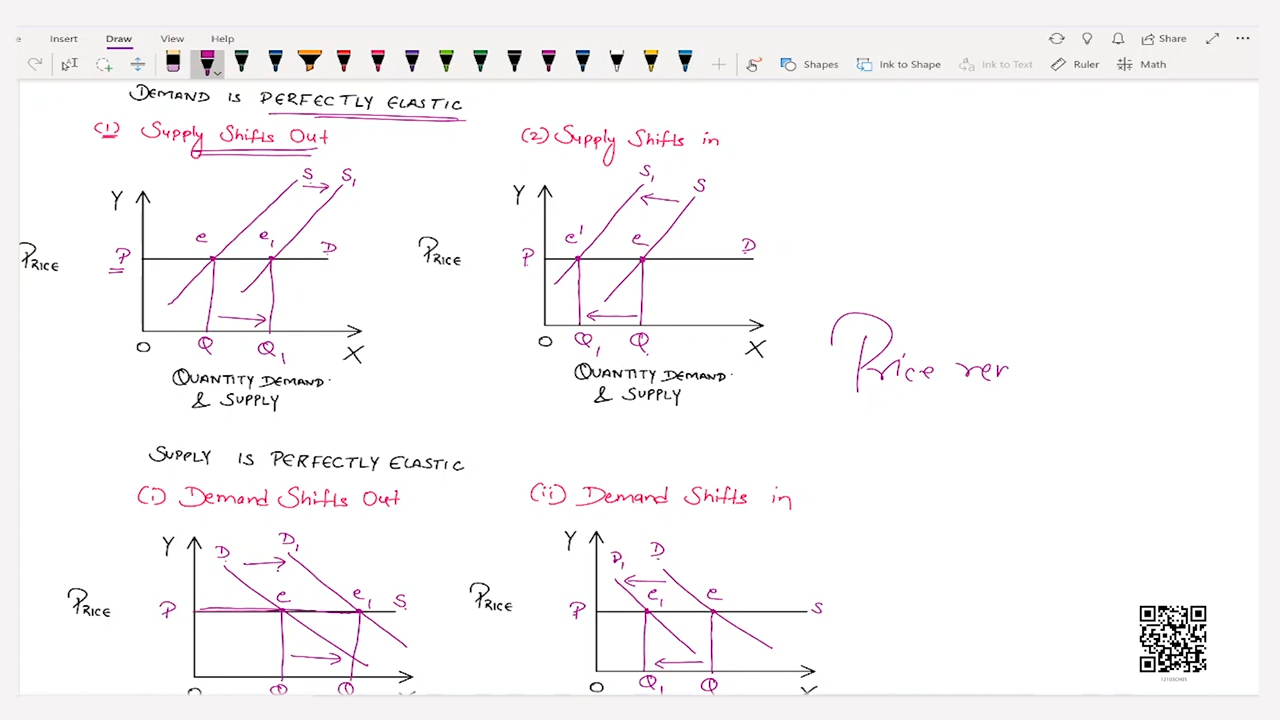 Insert Draw View Help
Share
Shapes Ink to Shape Ink to Text Ruler Math
DEMAND IS PERFECTLY ELASTIC
(1) Supply Shifts Out
(2) Supply Shifts in
Y S S1
e e1 D
PRICE P
O Q Q1 X
QUANTITY DEMAND
& SUPPLY
Y S1 S
e' e D
PRICE P
O Q1 Q X
QUANTITY DEMAND
& SUPPLY
Price rer
SUPPLY IS PERFECTLY ELASTIC
(i) Demand Shifts Out
(ii) Demand Shifts in
Y D D1
e e1 S
PRICE P
Y D1 D
e1 e S
PRICE P
O Q1 Q
12103CH05